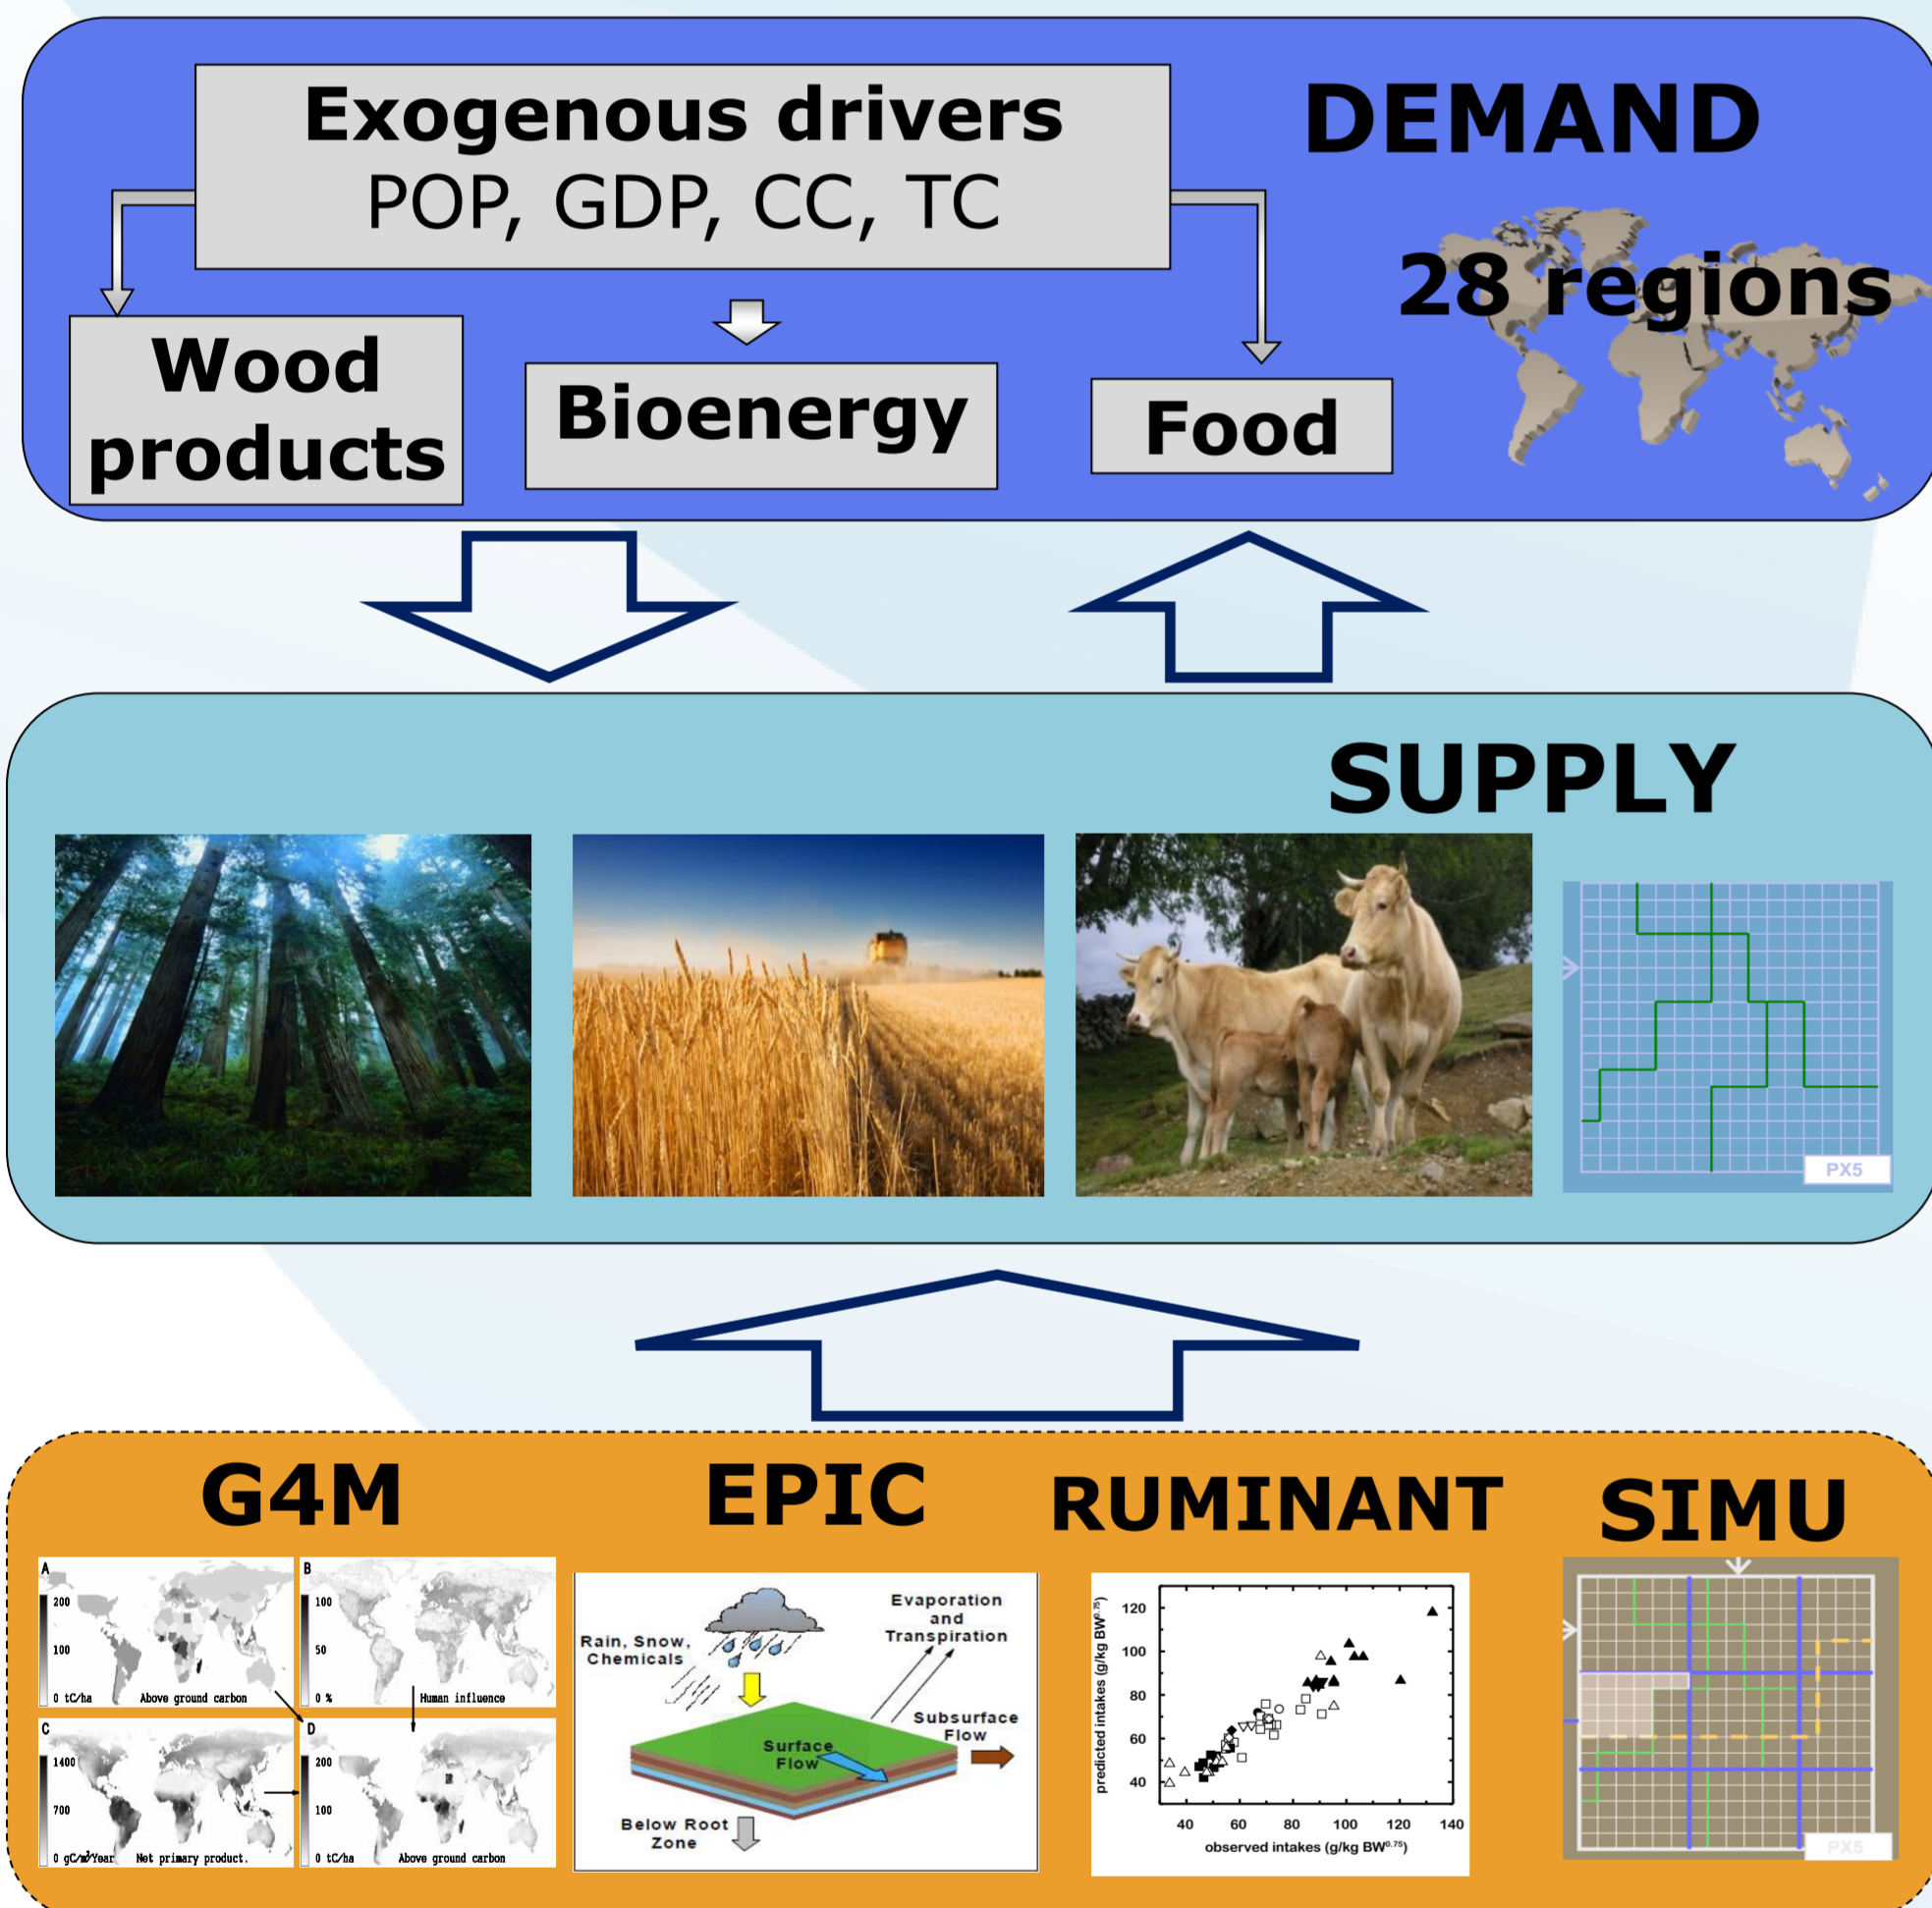 Exogenous drivers
POP, GDP, CC, TC
DEMAND
28 regions
Wood
products
Bioenergy
Food
SUPPLY
PX5
G4M
EPIC
RUMINANT
SIMU
A
200
100
0 tC/ha
Above ground carbon
B
100
50
0 %
Human influence
C
1400
700
0 gC/m²Year
Net primary product.
D
200
100
0 tC/ha
Above ground carbon
Rain, Snow,
Chemicals
Evaporation
and
Transpiration
Surface
Flow
Subsurface
Flow
Below Root
Zone
predicted intakes (g/kg BW0.75)
120
100
80
60
40
40 60 80 100 120 140
observed intakes (g/kg BW0.75)
PX5